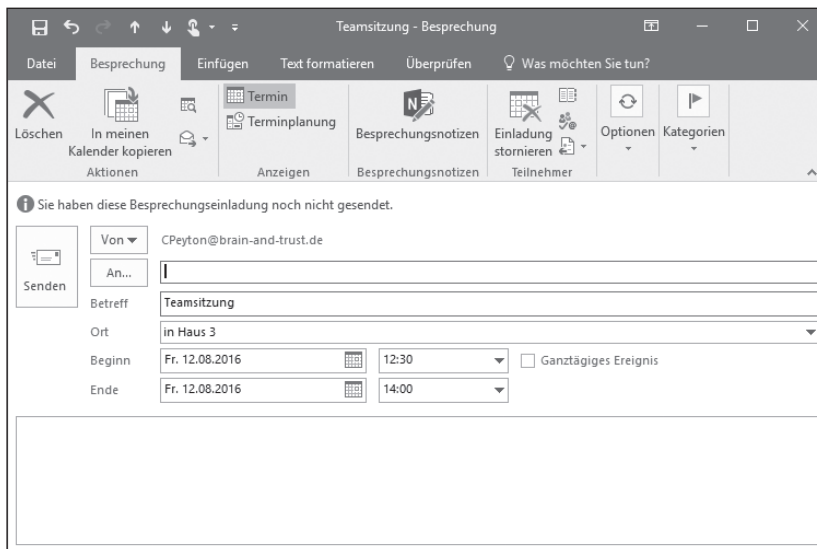 Teamsitzung - Besprechung
Datei Besprechung Einfügen Text formatieren Überprüfen Was möchten Sie tun?
Löschen
In meinen
Kalender kopieren
Aktionen
Termin
Terminplanung
Anzeigen
Besprechungsnotizen
Besprechungsnotizen
Einladung
stornieren
Teilnehmer
Optionen
Kategorien
Sie haben diese Besprechungseinladung noch nicht gesendet.
Senden
Von CPeyton@brain-and-trust.de
An...
Betreff Teamsitzung
Ort in Haus 3
Beginn Fr. 12.08.2016 12:30 Ganztägiges Ereignis
Ende Fr. 12.08.2016 14:00